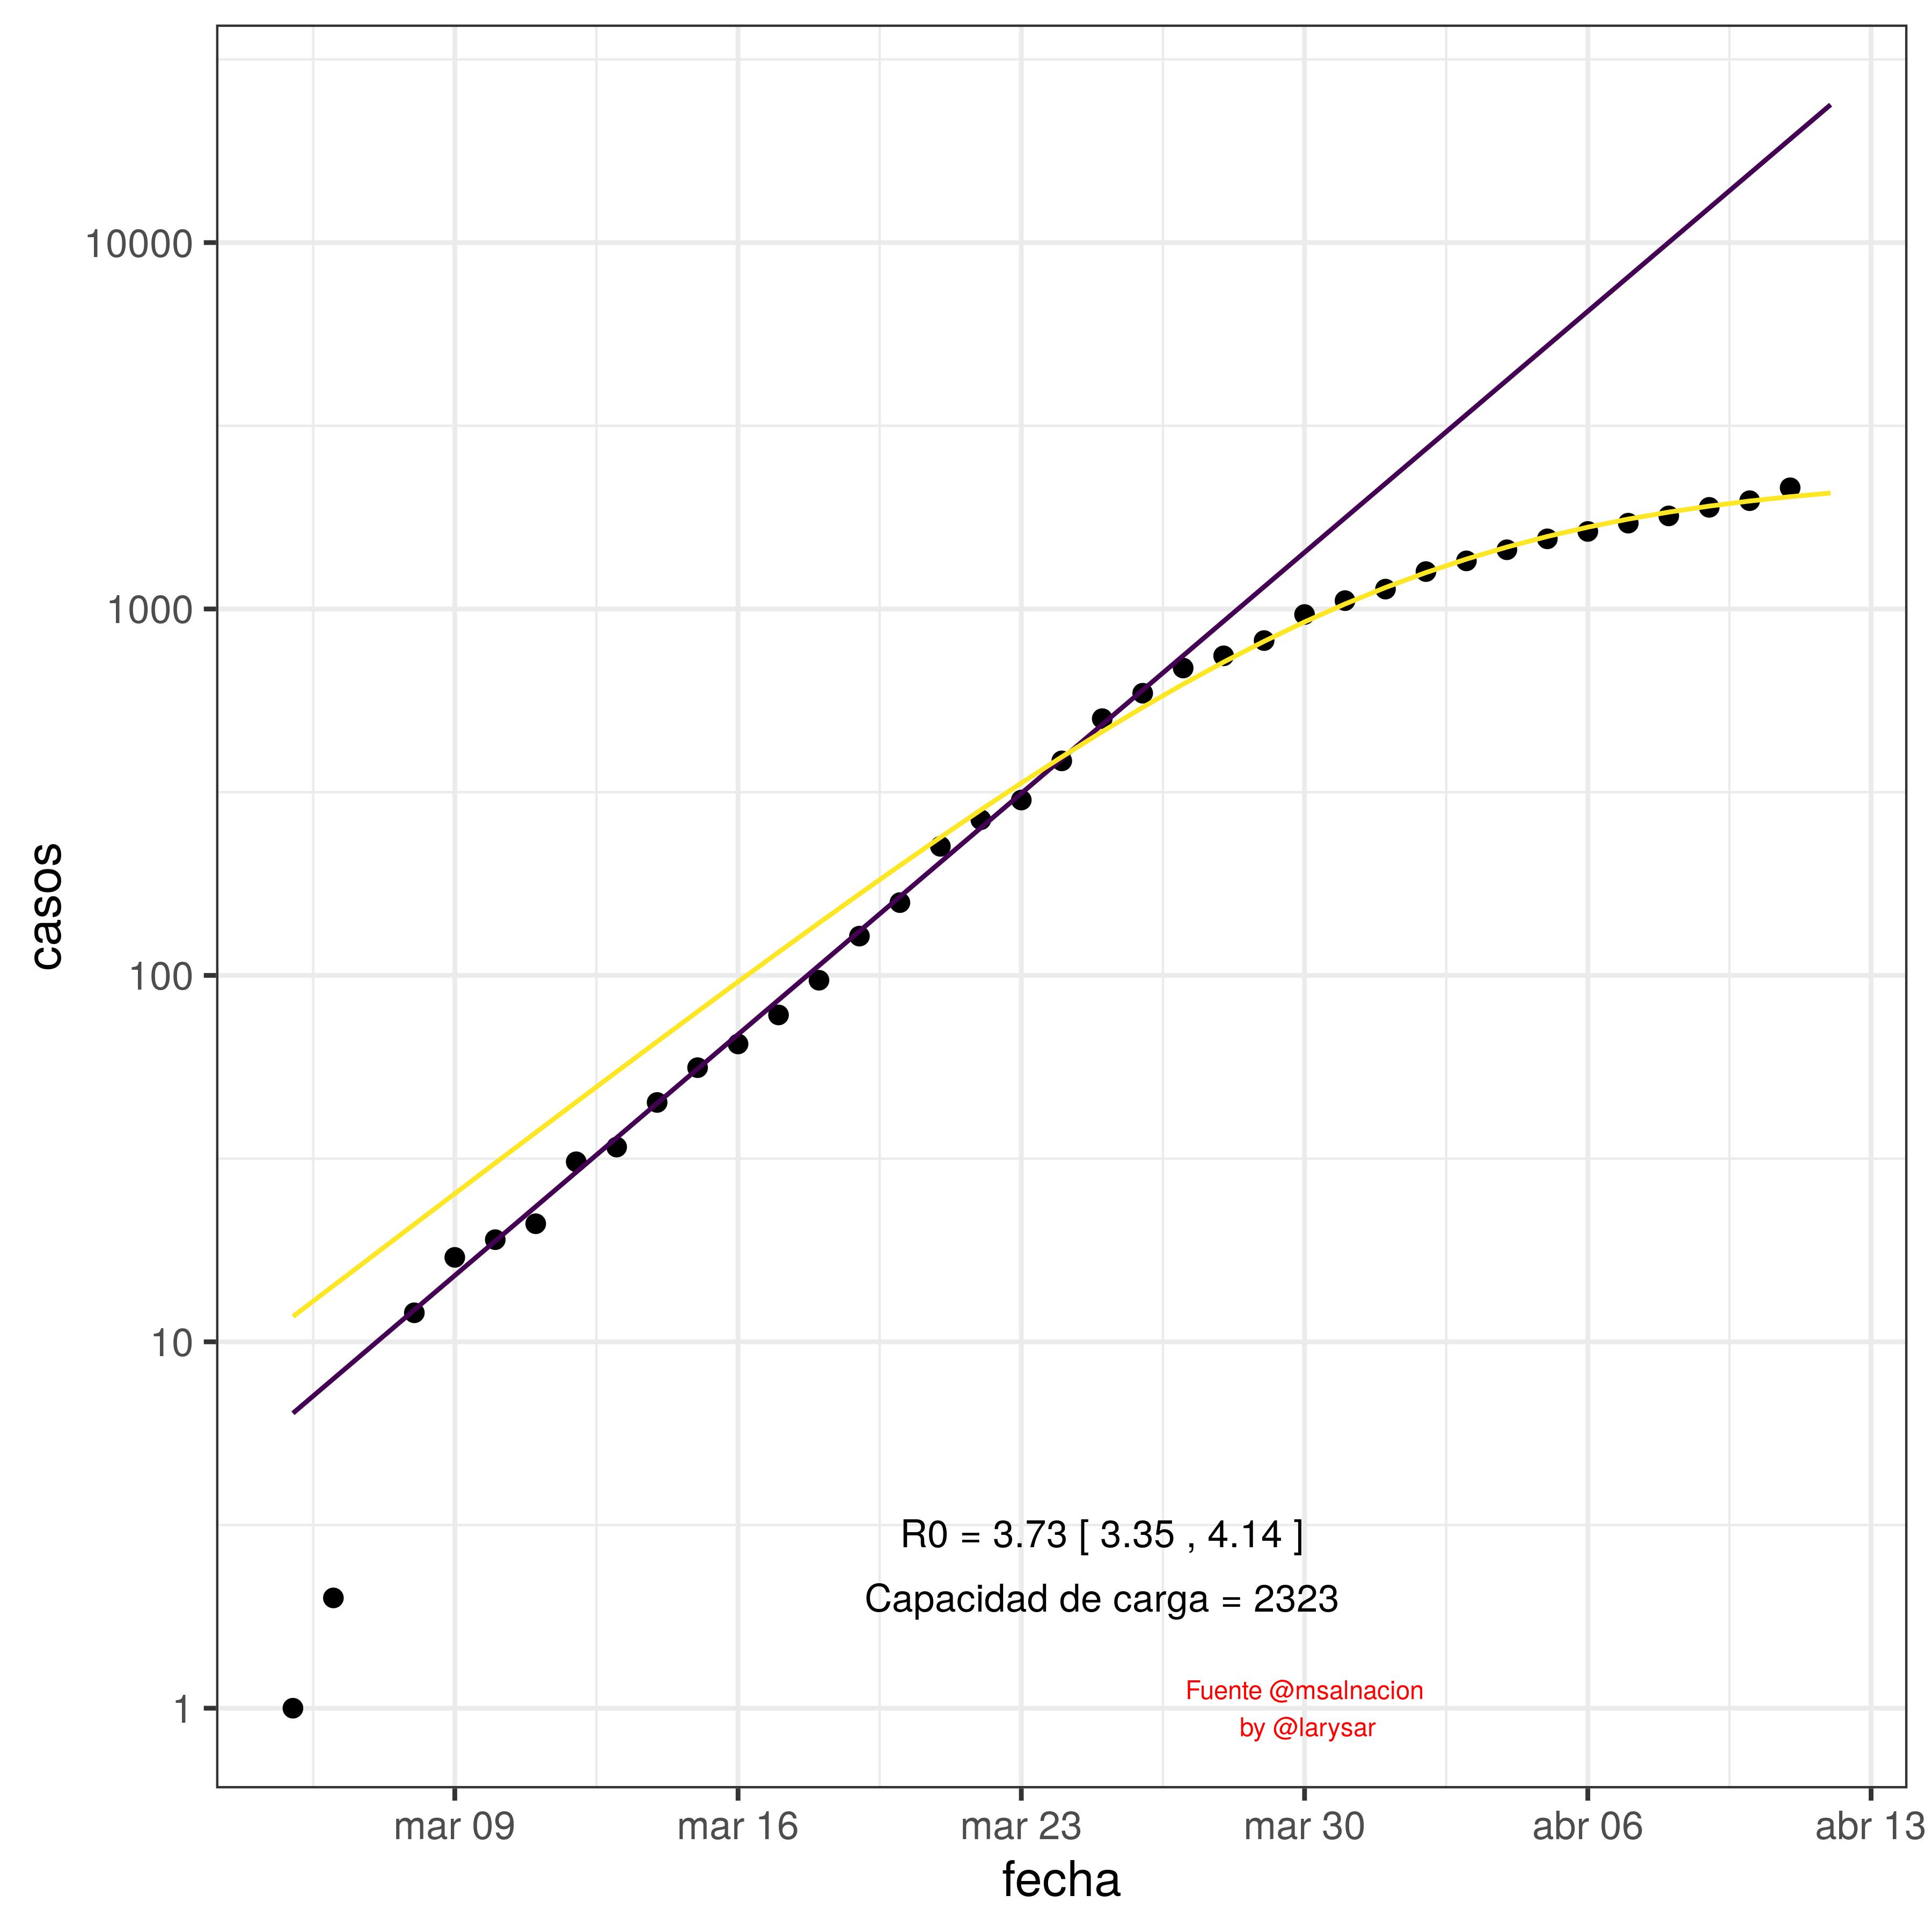 10000
1000
100
10
1
casos
R0 = 3.73 [ 3.35 , 4.14 ]
Capacidad de carga = 2323
Fuente @msalnacion
by @larysar
mar 09 mar 16 mar 23 mar 30 abr 06 abr 13
fecha